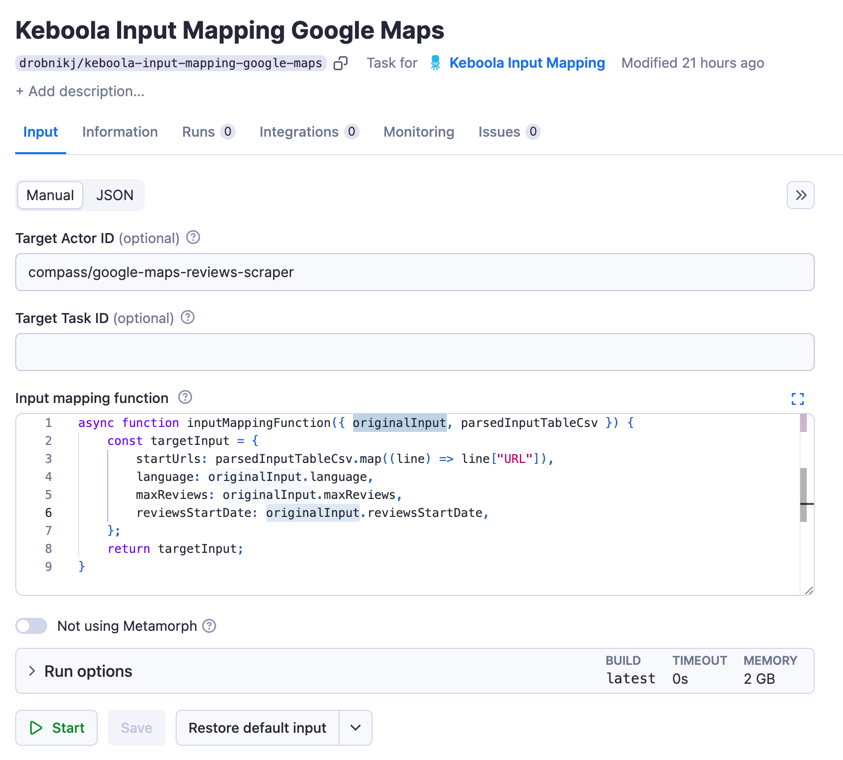 Keboola Input Mapping Google Maps
drobnikj/keboola-input-mapping-google-maps Task for Keboola Input Mapping Modified 21 hours ago
+ Add description...
Input Information Runs 0 Integrations 0 Monitoring Issues 0
Manual JSON
Target Actor ID (optional)
compass/google-maps-reviews-scraper
Target Task ID (optional)
Input mapping function
1 async function inputMappingFunction({ originalInput, parsedInputTableCsv }) {
2 const targetInput = {
3 startUrls: parsedInputTableCsv.map((line) => line["URL"]),
4 language: originalInput.language,
5 maxReviews: originalInput.maxReviews,
6 reviewsStartDate: originalInput.reviewsStartDate,
7 };
8 return targetInput;
9 }
Not using Metamorph
Run options BUILD latest TIMEOUT 0s MEMORY 2 GB
Start Save Restore default input